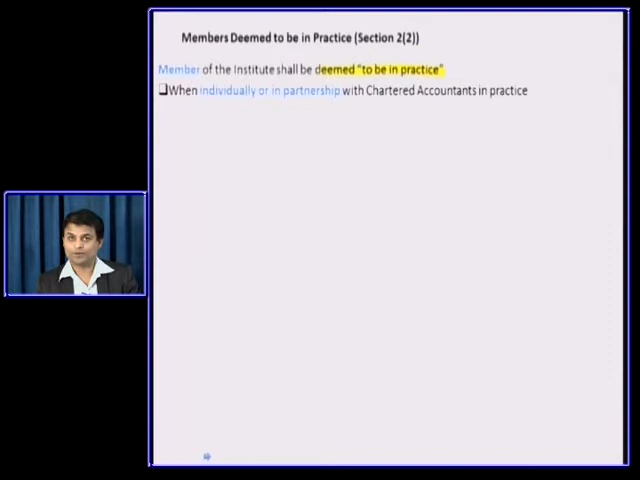 Members Deemed to be in Practice (Section 2(2))
Member of the Institute shall be deemed "to be in practice"
❑When individually or in partnership with Chartered Accountants in practice